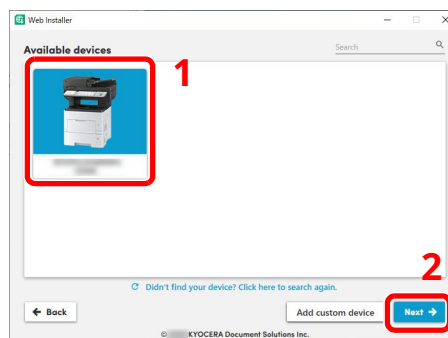 Web Installer
Available devices
Search
1
2
Didn't find your device? Click here to search again.
Back
Add custom device
Next
© KYOCERA Document Solutions Inc.